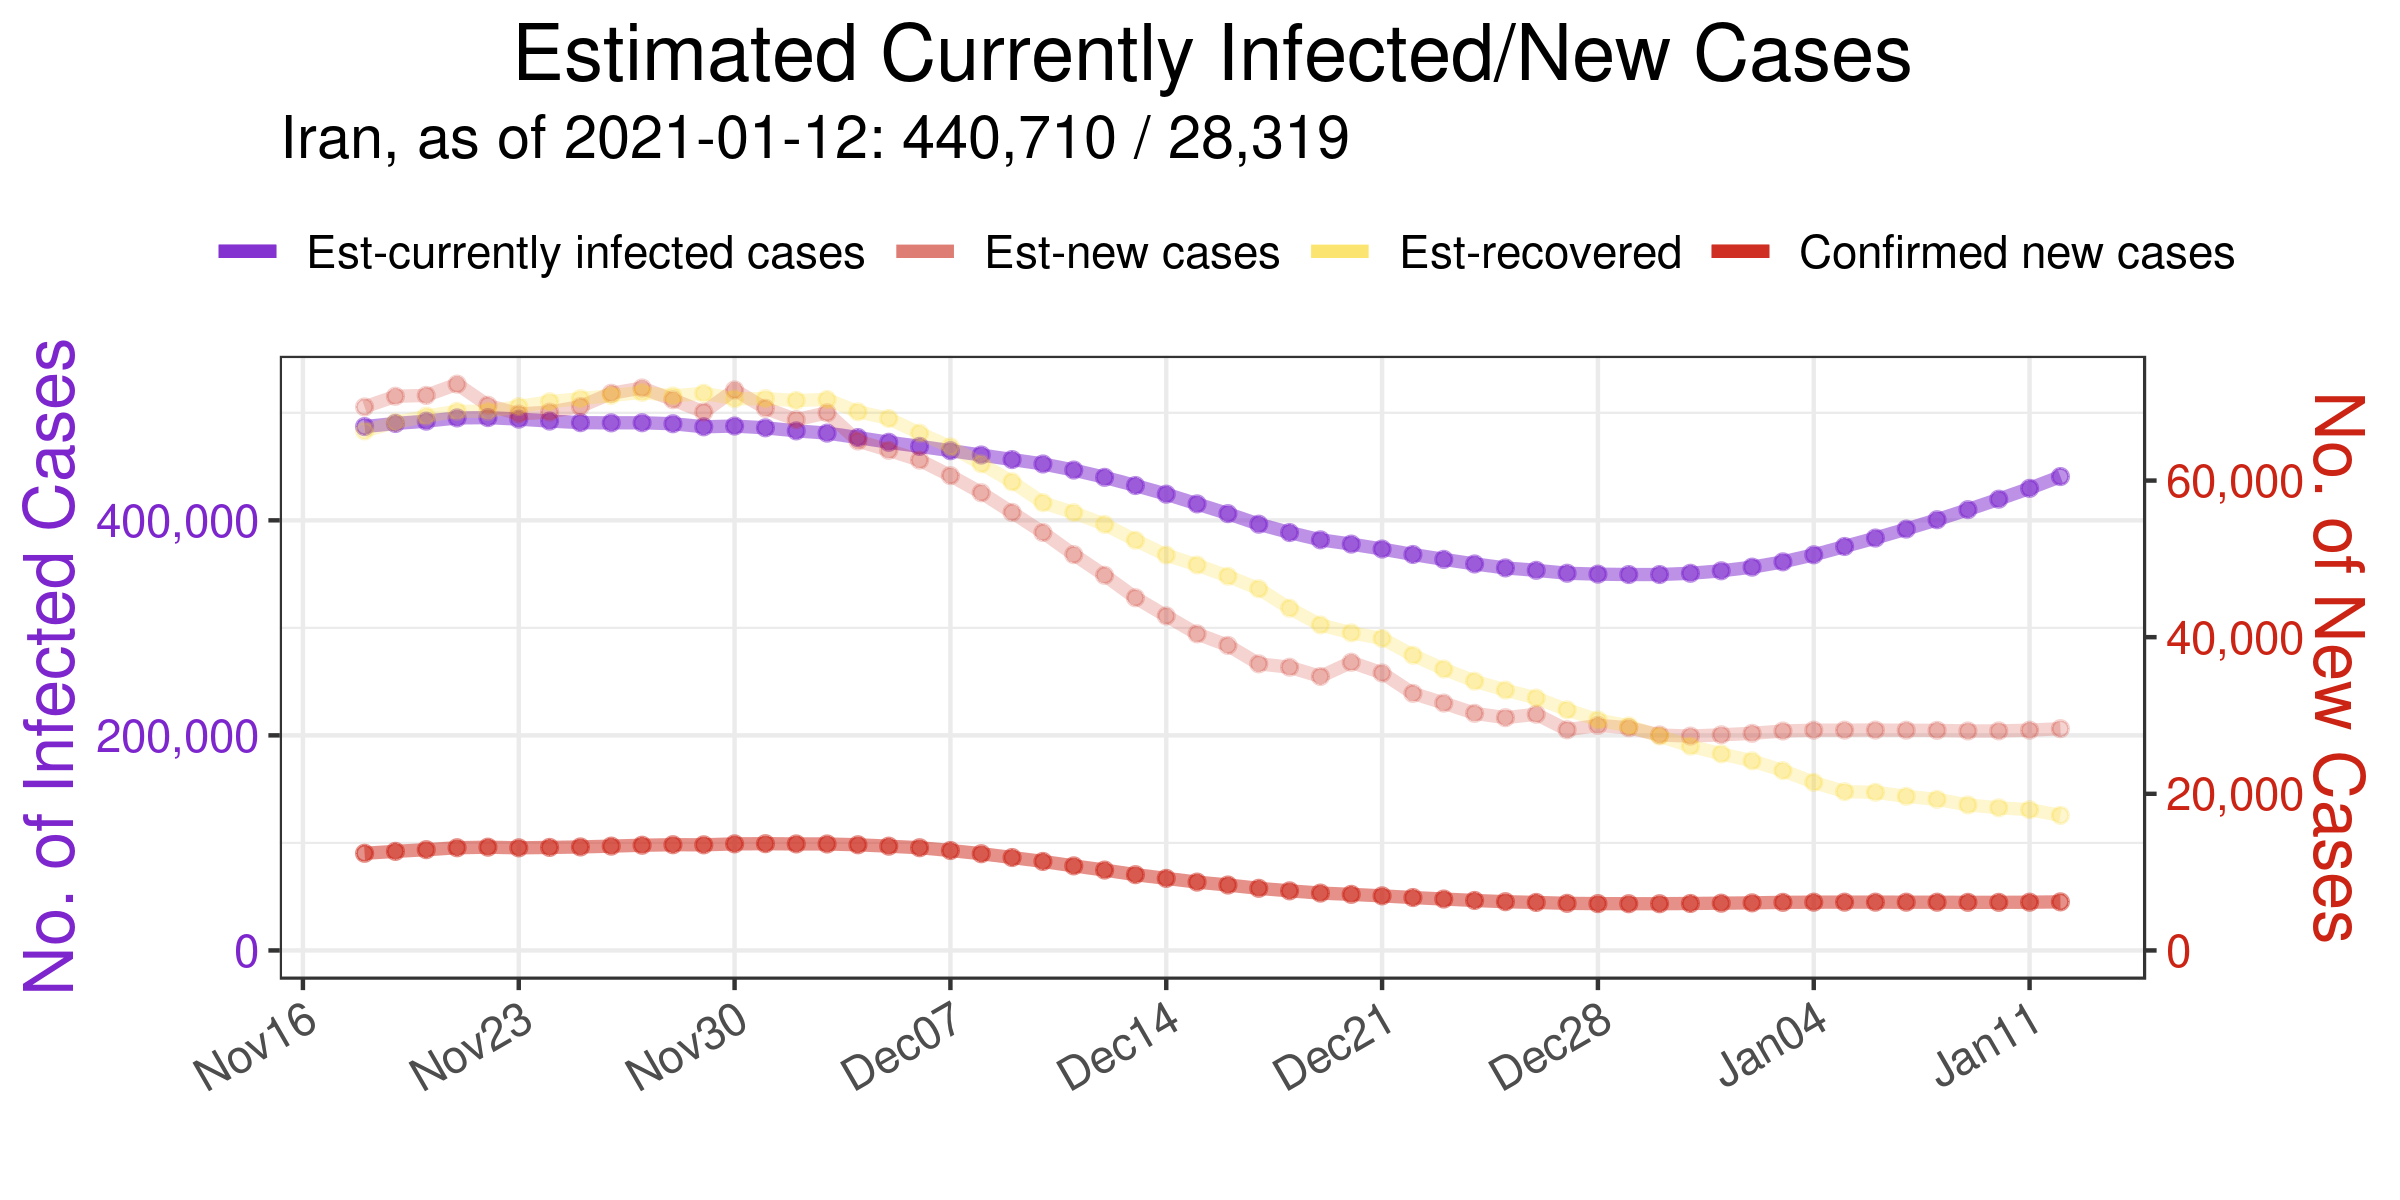 Estimated Currently Infected/New Cases
Iran, as of 2021-01-12: 440,710 / 28,319
Est-currently infected cases Est-new cases Est-recovered Confirmed new cases
No. of Infected Cases
400,000
200,000
0
60,000
40,000
20,000
0
No. of New Cases
Nov16 Nov23 Nov30 Dec07 Dec14 Dec21 Dec28 Jan04 Jan11